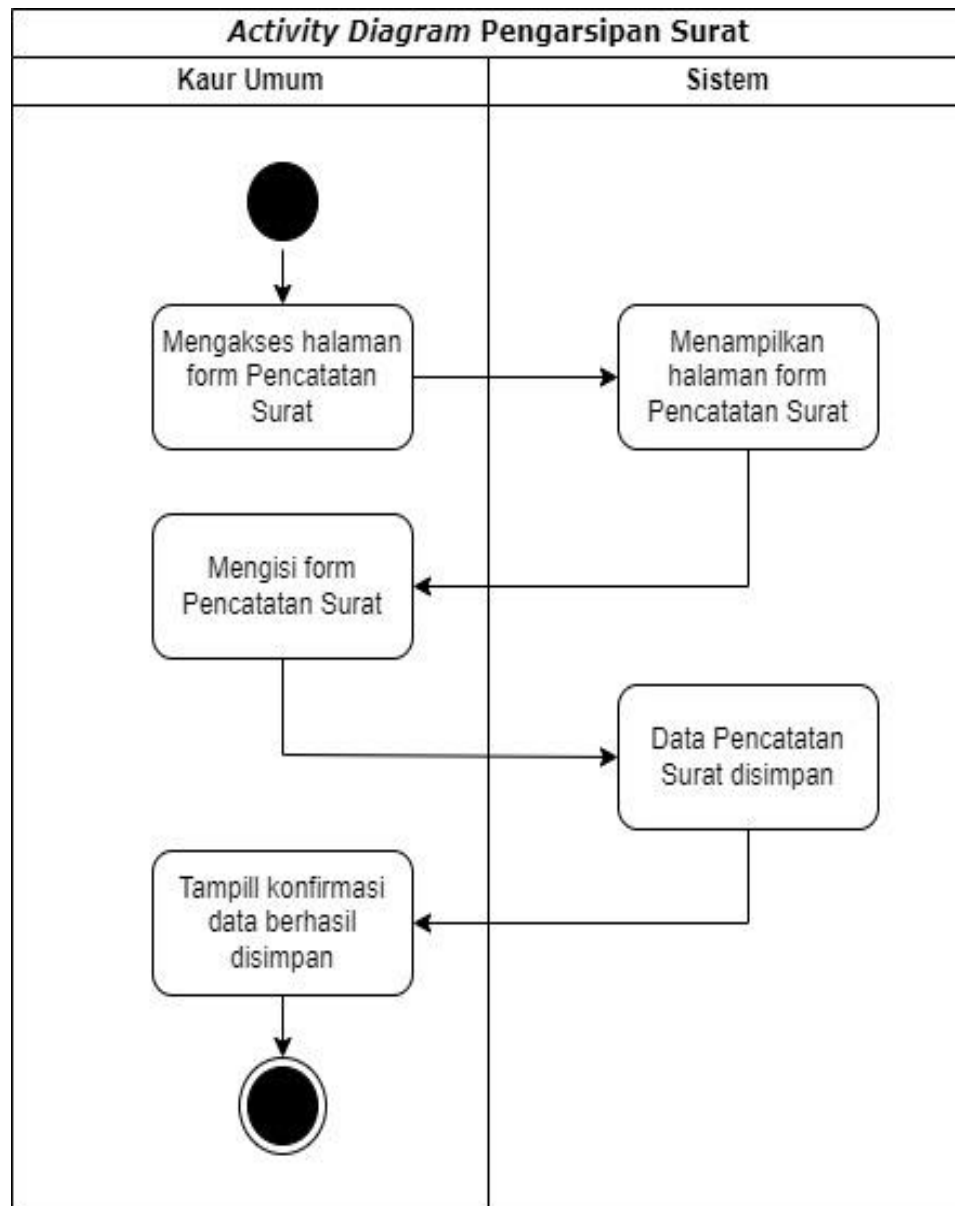 Activity Diagram Pengarsipan Surat
Kaur Umum
Sistem
Mengakses halaman
form Pencatatan
Surat
Menampilkan
halaman form
Pencatatan Surat
Mengisi form
Pencatatan Surat
Data Pencatatan
Surat disimpan
Tampill konfirmasi
data berhasil
disimpan